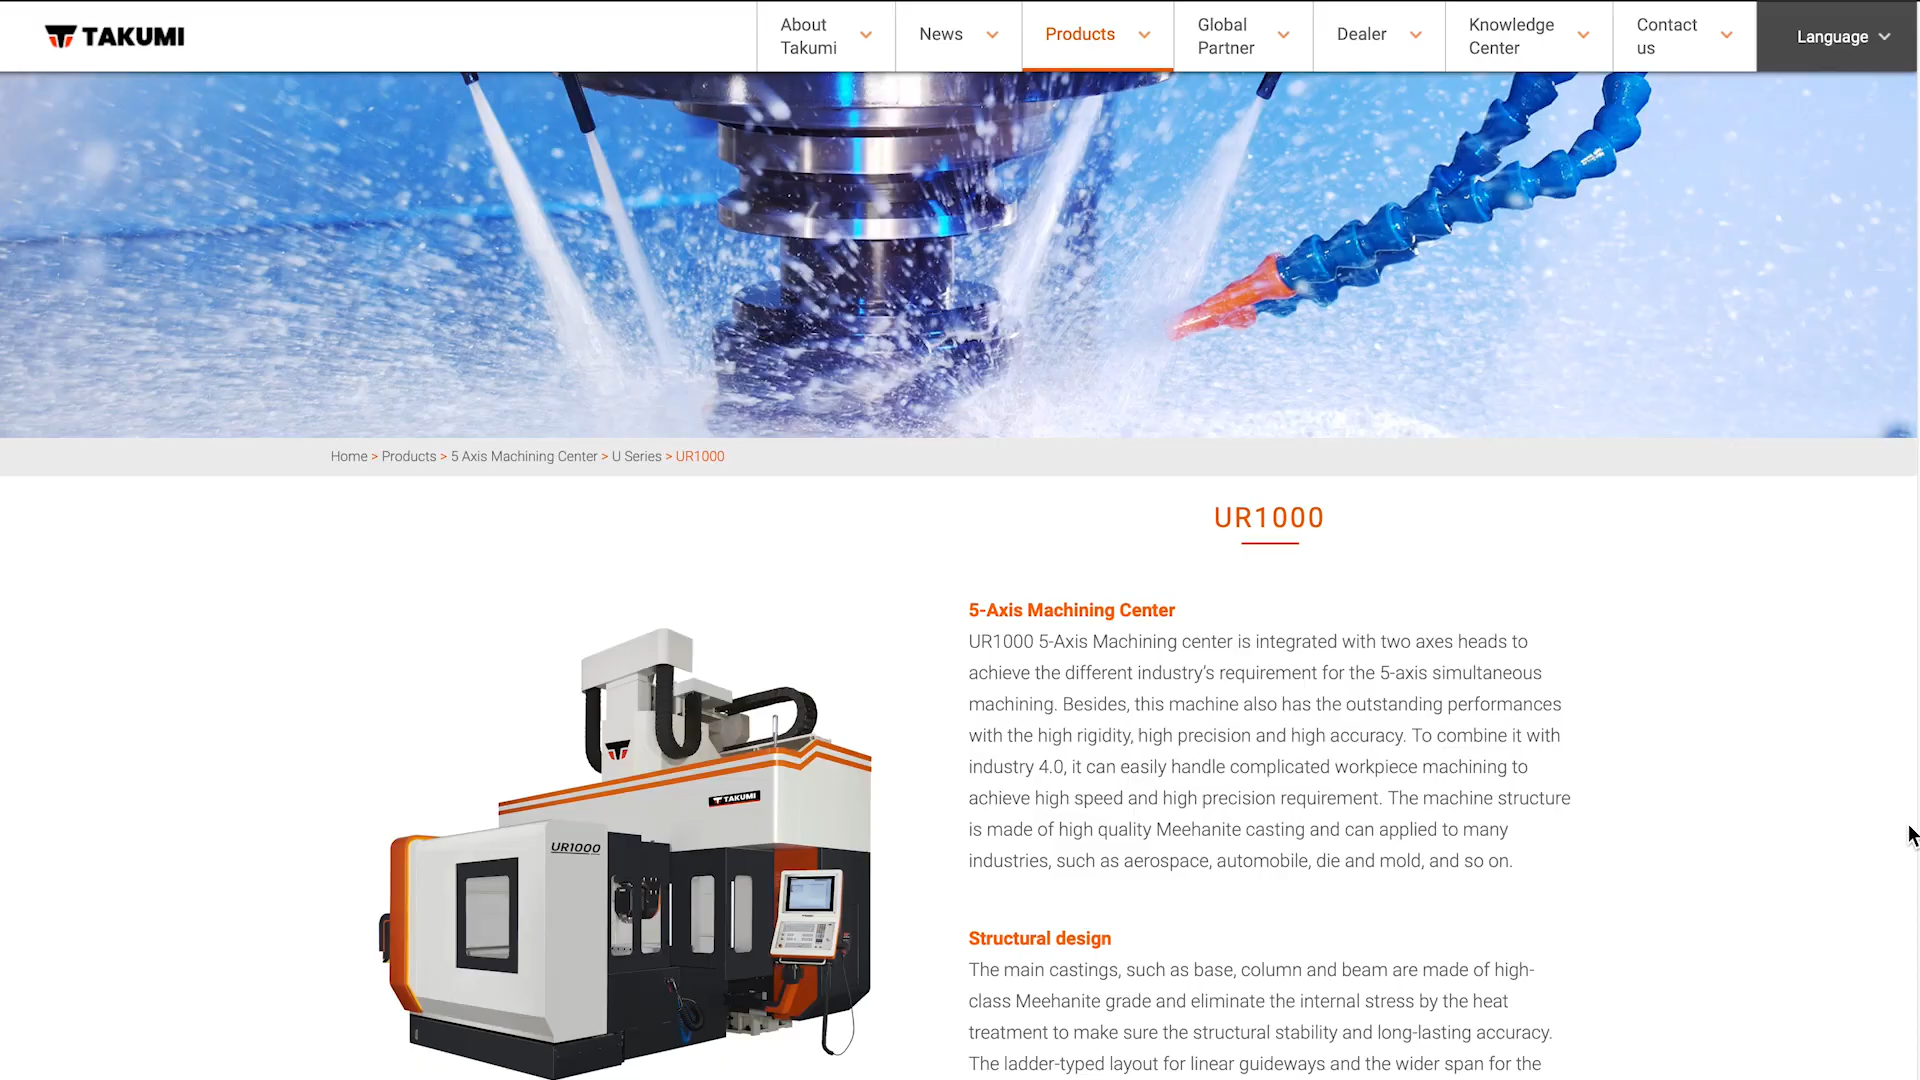 TAKUMI
About Takumi
News
Products
Global Partner
Dealer
Knowledge Center
Contact us
Language
Home > Products > 5 Axis Machining Center > U Series > UR1000
UR1000
5-Axis Machining Center
UR1000 5-Axis Machining center is integrated with two axes heads to
achieve the different industry’s requirement for the 5-axis simultaneous
machining. Besides, this machine also has the outstanding performances
with the high rigidity, high precision and high accuracy. To combine it with
industry 4.0, it can easily handle complicated workpiece machining to
achieve high speed and high precision requirement. The machine structure
is made of high quality Meehanite casting and can applied to many
industries, such as aerospace, automobile, die and mold, and so on.
Structural design
The main castings, such as base, column and beam are made of high-
class Meehanite grade and eliminate the internal stress by the heat
treatment to make sure the structural stability and long-lasting accuracy.
The ladder-typed layout for linear guideways and the wider span for the
TAKUMI
UR1000